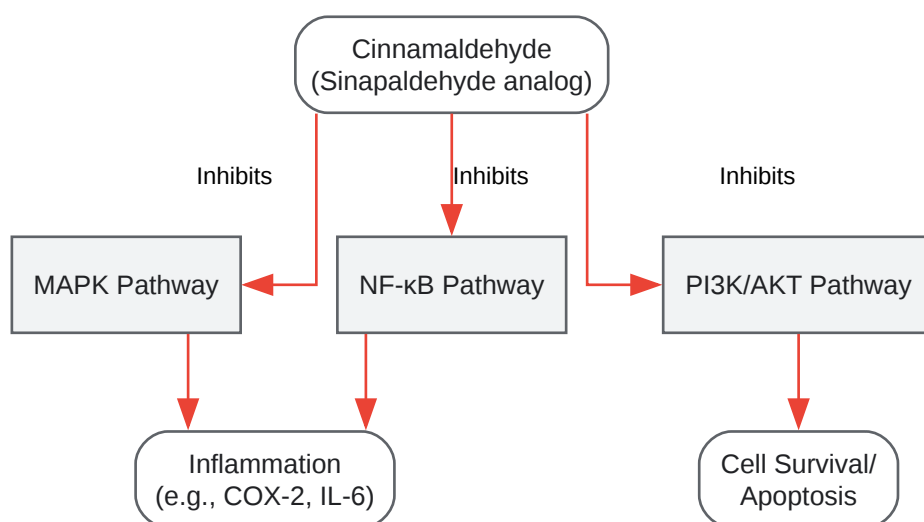 Cinnamaldehyde
(Sinapaldehyde analog)
Inhibits
Inhibits
Inhibits
MAPK Pathway
NF-κB Pathway
PI3K/AKT Pathway
Inflammation
(e.g., COX-2, IL-6)
Cell Survival/
Apoptosis